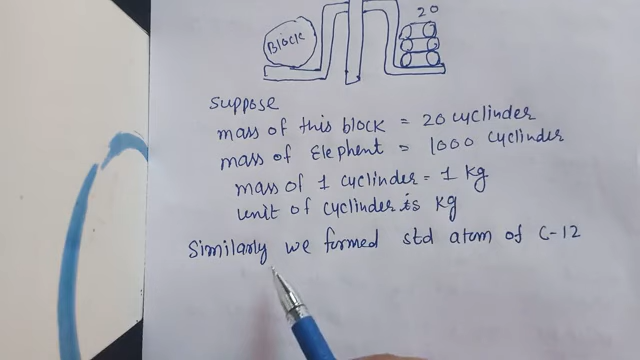 20
Block
suppose
mass of this block = 20 cyclinder
mass of Elephent = 1000 cyclinder
mass of 1 cyclinder = 1 kg
unit of cyclinder is kg
Similarly we formed std atom of C-12